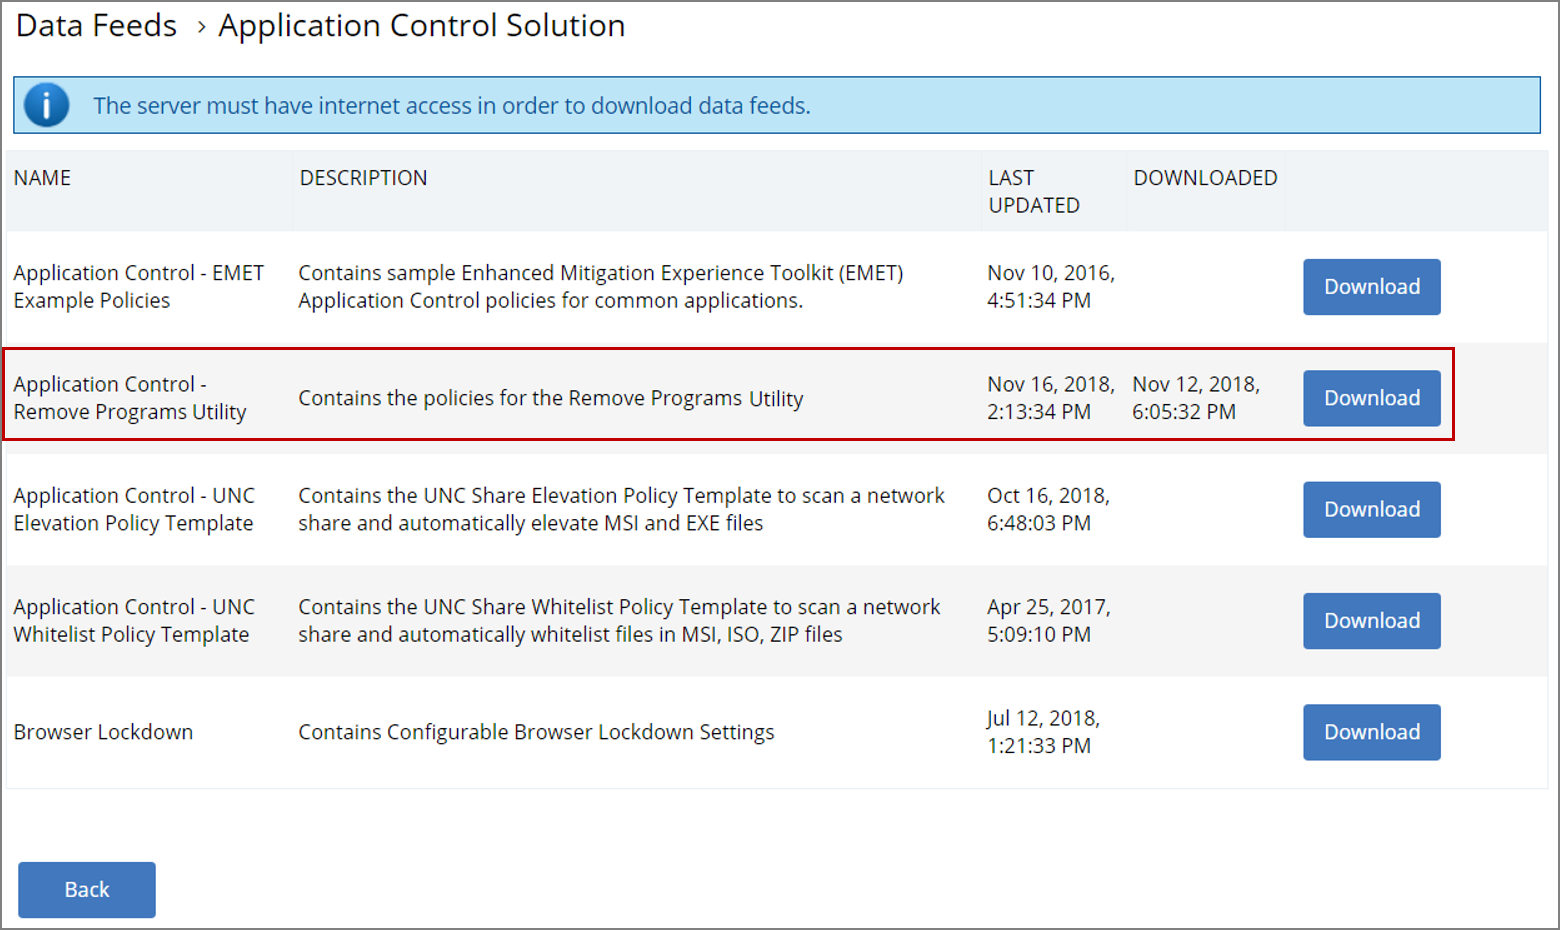 Data Feeds › Application Control Solution
i The server must have internet access in order to download data feeds.
NAME DESCRIPTION LAST DOWNLOADED
UPDATED
Application Control - EMET Contains sample Enhanced Mitigation Experience Toolkit (EMET) Nov 10, 2016, Download
Example Policies Application Control policies for common applications. 4:51:34 PM
Application Control - Contains the policies for the Remove Programs Utility Nov 16, 2018, Nov 12, 2018, Download
Remove Programs Utility 2:13:34 PM 6:05:32 PM
Application Control - UNC Contains the UNC Share Elevation Policy Template to scan a network Oct 16, 2018, Download
Elevation Policy Template share and automatically elevate MSI and EXE files 6:48:03 PM
Application Control - UNC Contains the UNC Share Whitelist Policy Template to scan a network Apr 25, 2017, Download
Whitelist Policy Template share and automatically whitelist files in MSI, ISO, ZIP files 5:09:10 PM
Browser Lockdown Contains Configurable Browser Lockdown Settings Jul 12, 2018, Download
1:21:33 PM
Back